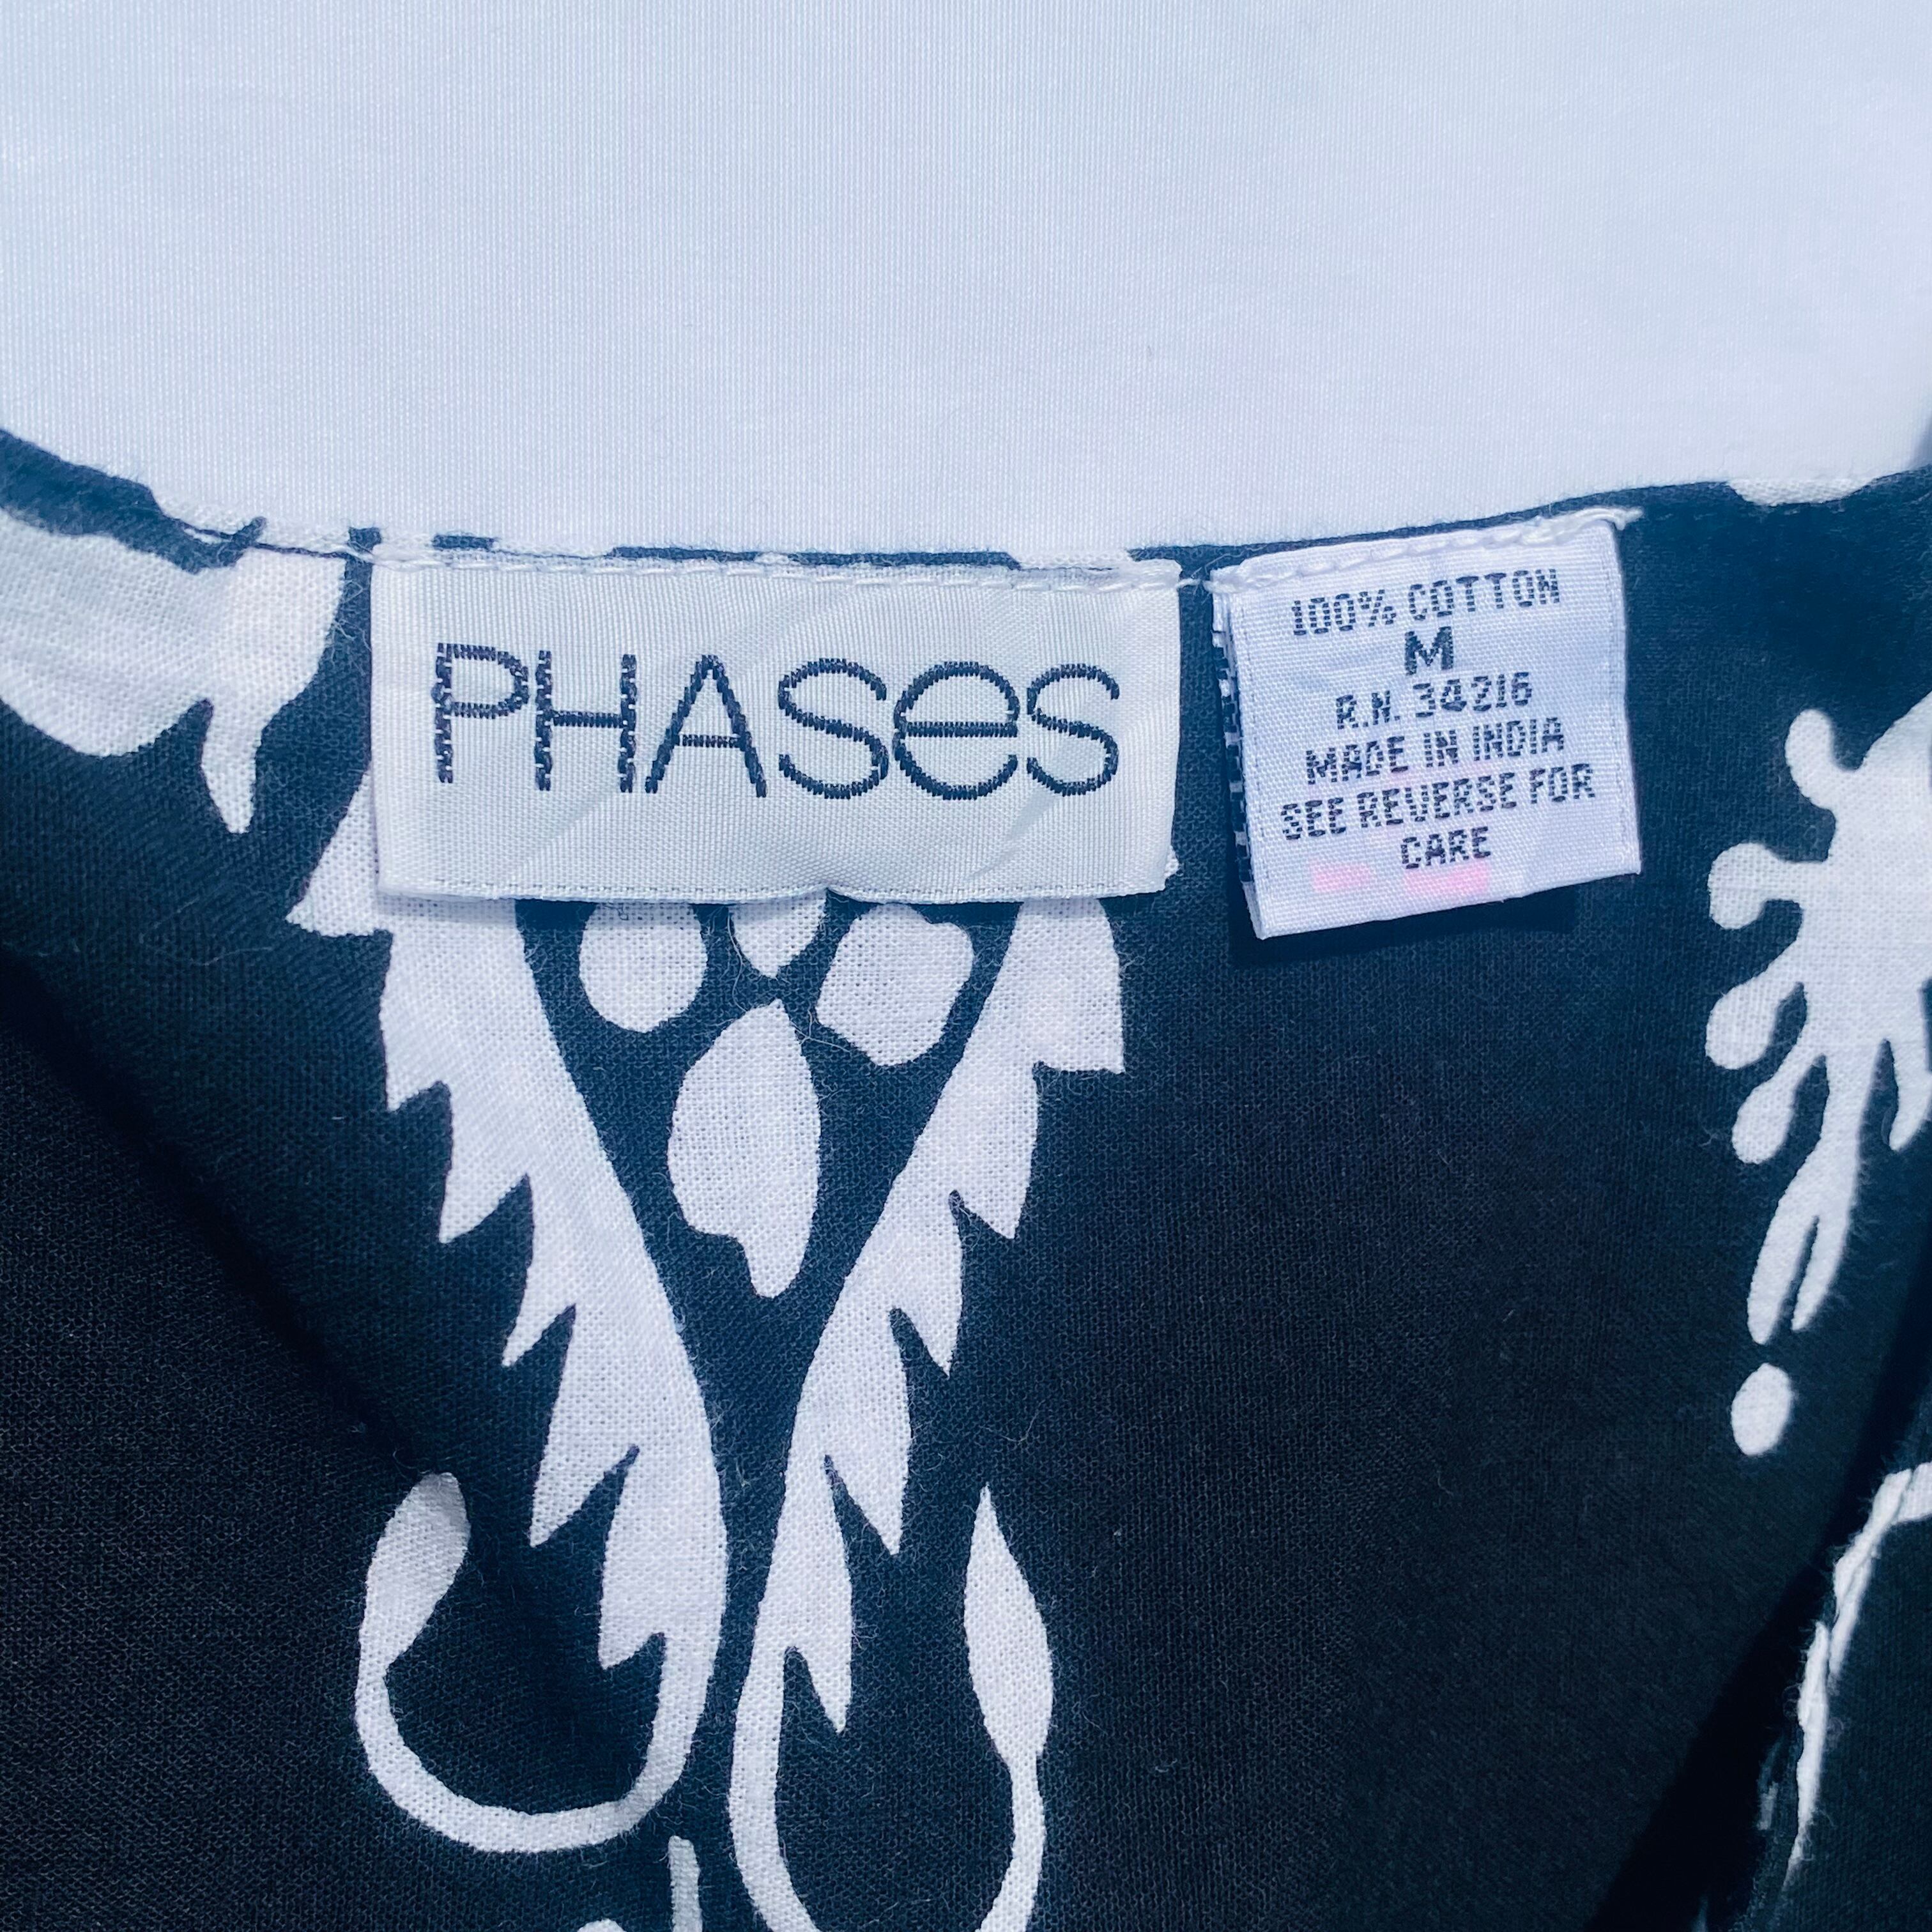 PHASES
100% COTTON
M
R.N. 34216
MADE IN INDIA
SEE REVERSE FOR
CARE